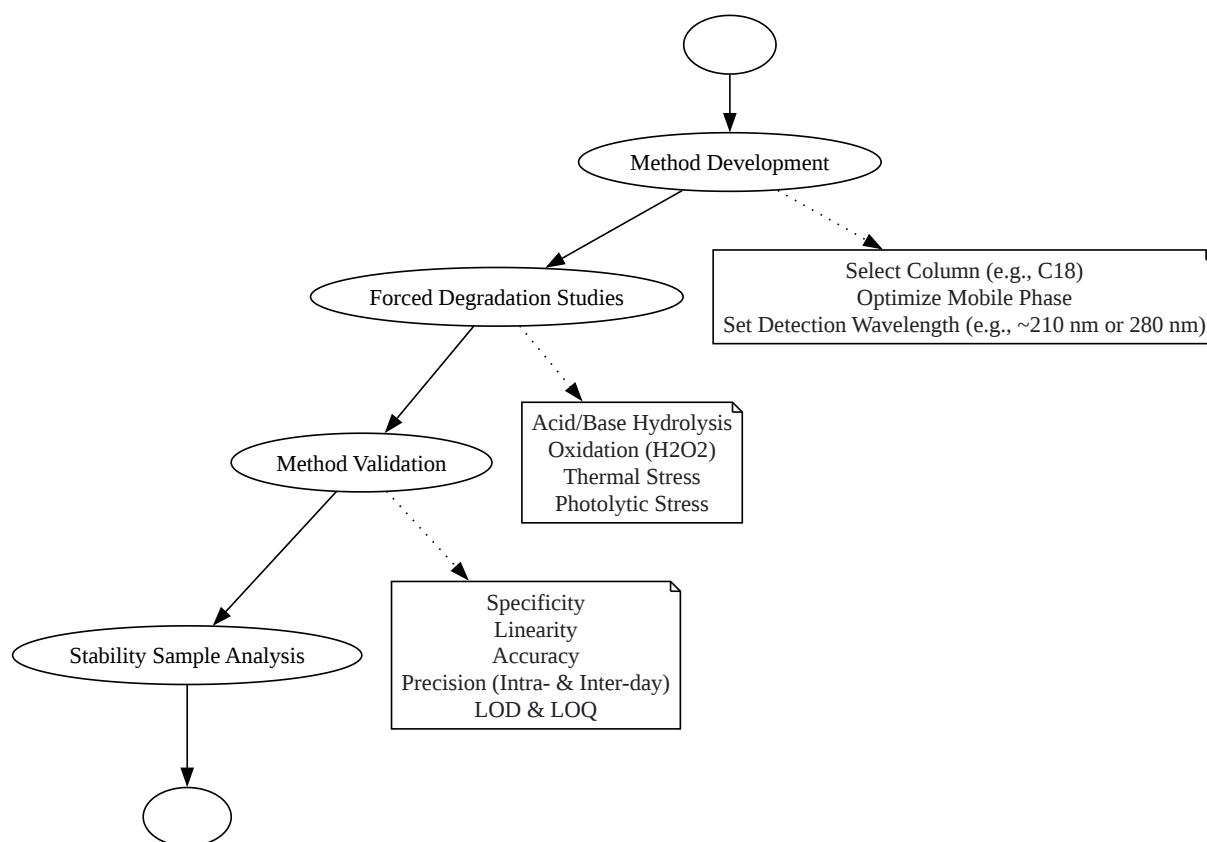 Method Development
Select Column (e.g., C18)
Optimize Mobile Phase
Set Detection Wavelength (e.g., ~210 nm or 280 nm)
Forced Degradation Studies
Acid/Base Hydrolysis
Oxidation (H2O2)
Thermal Stress
Photolytic Stress
Method Validation
Specificity
Linearity
Accuracy
Precision (Intra- & Inter-day)
LOD & LOQ
Stability Sample Analysis